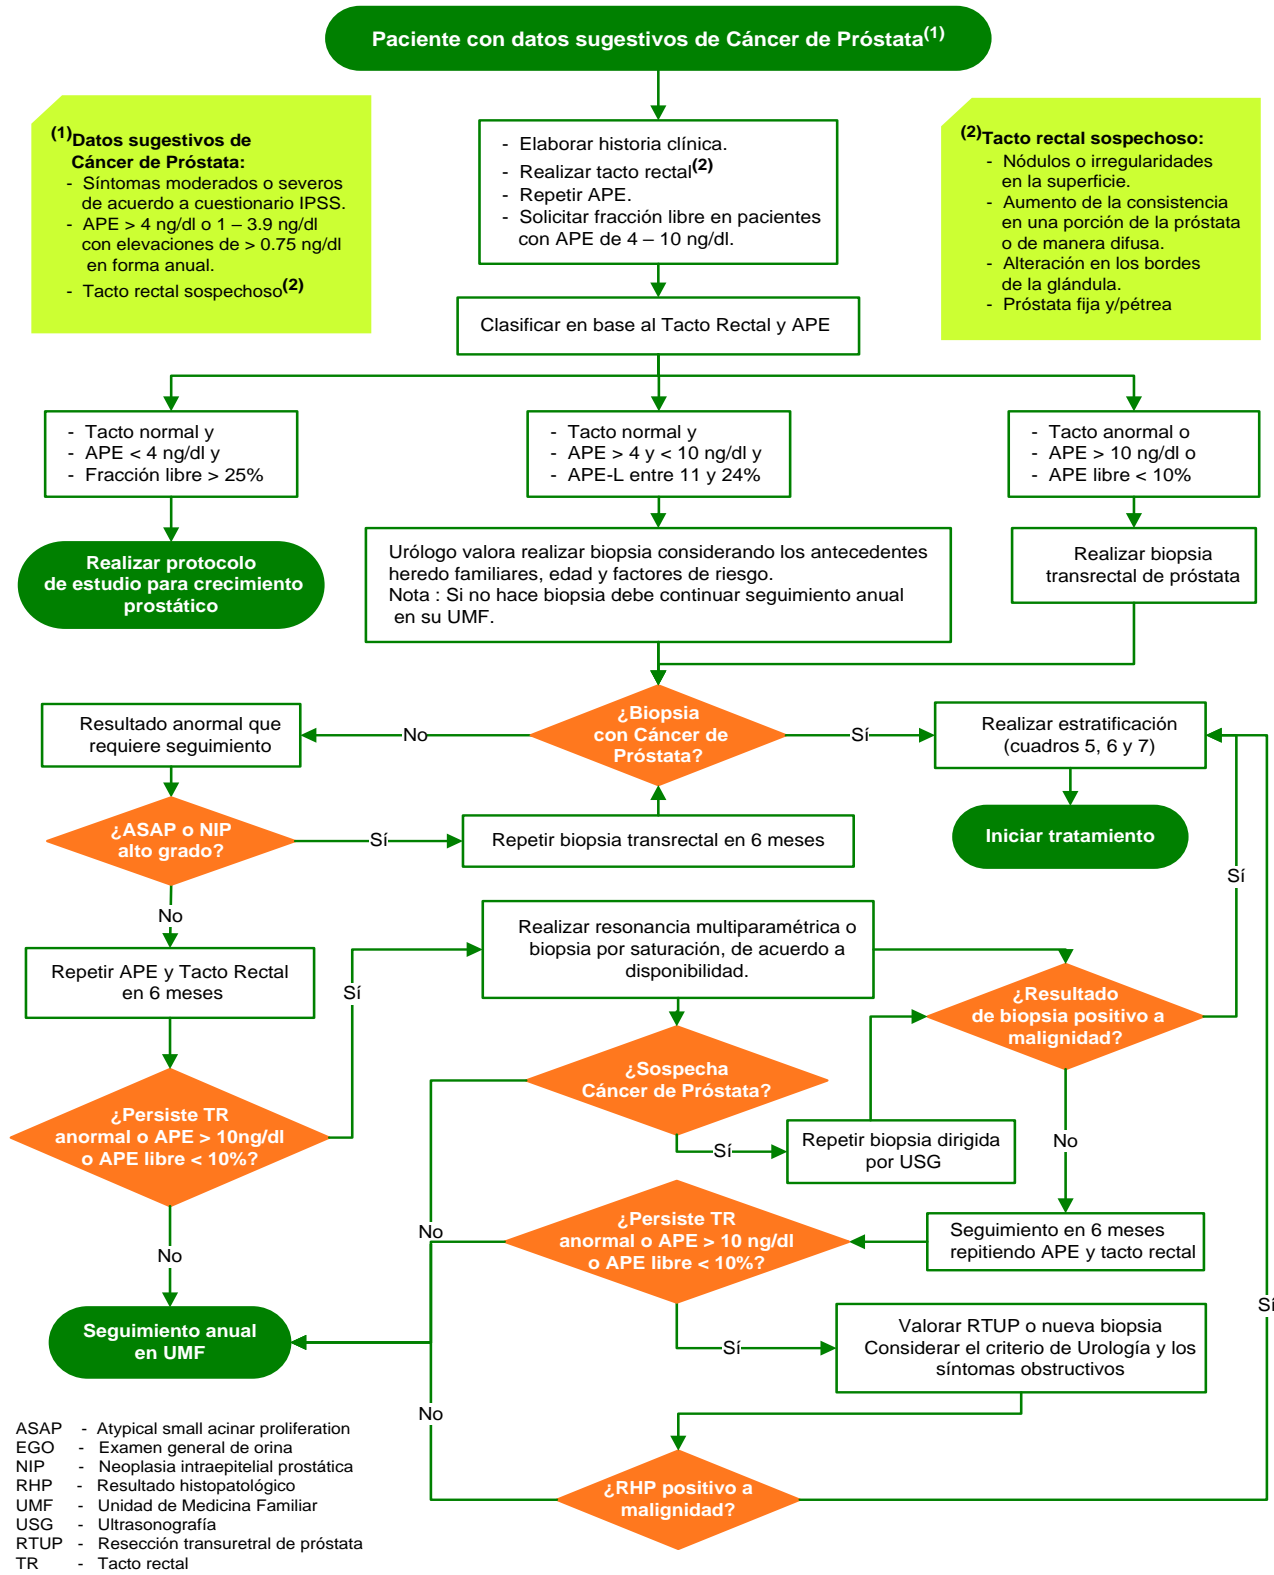 Paciente con datos sugestivos de Cáncer de Próstata(1)
(1)Datos sugestivos de
Cáncer de Próstata:
- Síntomas moderados o severos
de acuerdo a cuestionario IPSS.
- APE > 4 ng/dl o 1 – 3.9 ng/dl
con elevaciones de > 0.75 ng/dl
en forma anual.
- Tacto rectal sospechoso(2)
- Elaborar historia clínica.
- Realizar tacto rectal(2)
- Repetir APE.
- Solicitar fracción libre en pacientes
con APE de 4 – 10 ng/dl.
(2)Tacto rectal sospechoso:
- Nódulos o irregularidades
en la superficie.
- Aumento de la consistencia
en una porción de la próstata
o de manera difusa.
- Alteración en los bordes
de la glándula.
- Próstata fija y/pétrea
Clasificar en base al Tacto Rectal y APE
- Tacto normal y
- APE < 4 ng/dl y
- Fracción libre > 25%
- Tacto normal y
- APE > 4 y < 10 ng/dl y
- APE-L entre 11 y 24%
- Tacto anormal o
- APE > 10 ng/dl o
- APE libre < 10%
Realizar protocolo
de estudio para crecimiento
prostático
Urólogo valora realizar biopsia considerando los antecedentes
heredo familiares, edad y factores de riesgo.
Nota : Si no hace biopsia debe continuar seguimiento anual
en su UMF.
Realizar biopsia
transrectal de próstata
Resultado anormal que
requiere seguimiento
No
¿Biopsia
con Cáncer de
Próstata?
Sí
Realizar estratificación
(cuadros 5, 6 y 7)
¿ASAP o NIP
alto grado?
Sí
Repetir biopsia transrectal en 6 meses
Iniciar tratamiento
Sí
No
Repetir APE y Tacto Rectal
en 6 meses
Sí
Realizar resonancia multiparamétrica o
biopsia por saturación, de acuerdo a
disponibilidad.
¿Resultado
de biopsia positivo a
malignidad?
¿Sospecha
Cáncer de Próstata?
¿Persiste TR
anormal o APE > 10ng/dl
o APE libre < 10%?
Sí
Repetir biopsia dirigida
por USG
No
No
No
¿Persiste TR
anormal o APE > 10 ng/dl
o APE libre < 10%?
Seguimiento en 6 meses
repitiendo APE y tacto rectal
Sí
Seguimiento anual
en UMF
Sí
Valorar RTUP o nueva biopsia
Considerar el criterio de Urología y los
síntomas obstructivos
No
¿RHP positivo a
malignidad?
ASAP - Atypical small acinar proliferation
EGO - Examen general de orina
NIP - Neoplasia intraepitelial prostática
RHP - Resultado histopatológico
UMF - Unidad de Medicina Familiar
USG - Ultrasonografía
RTUP - Resección transuretral de próstata
TR - Tacto rectal